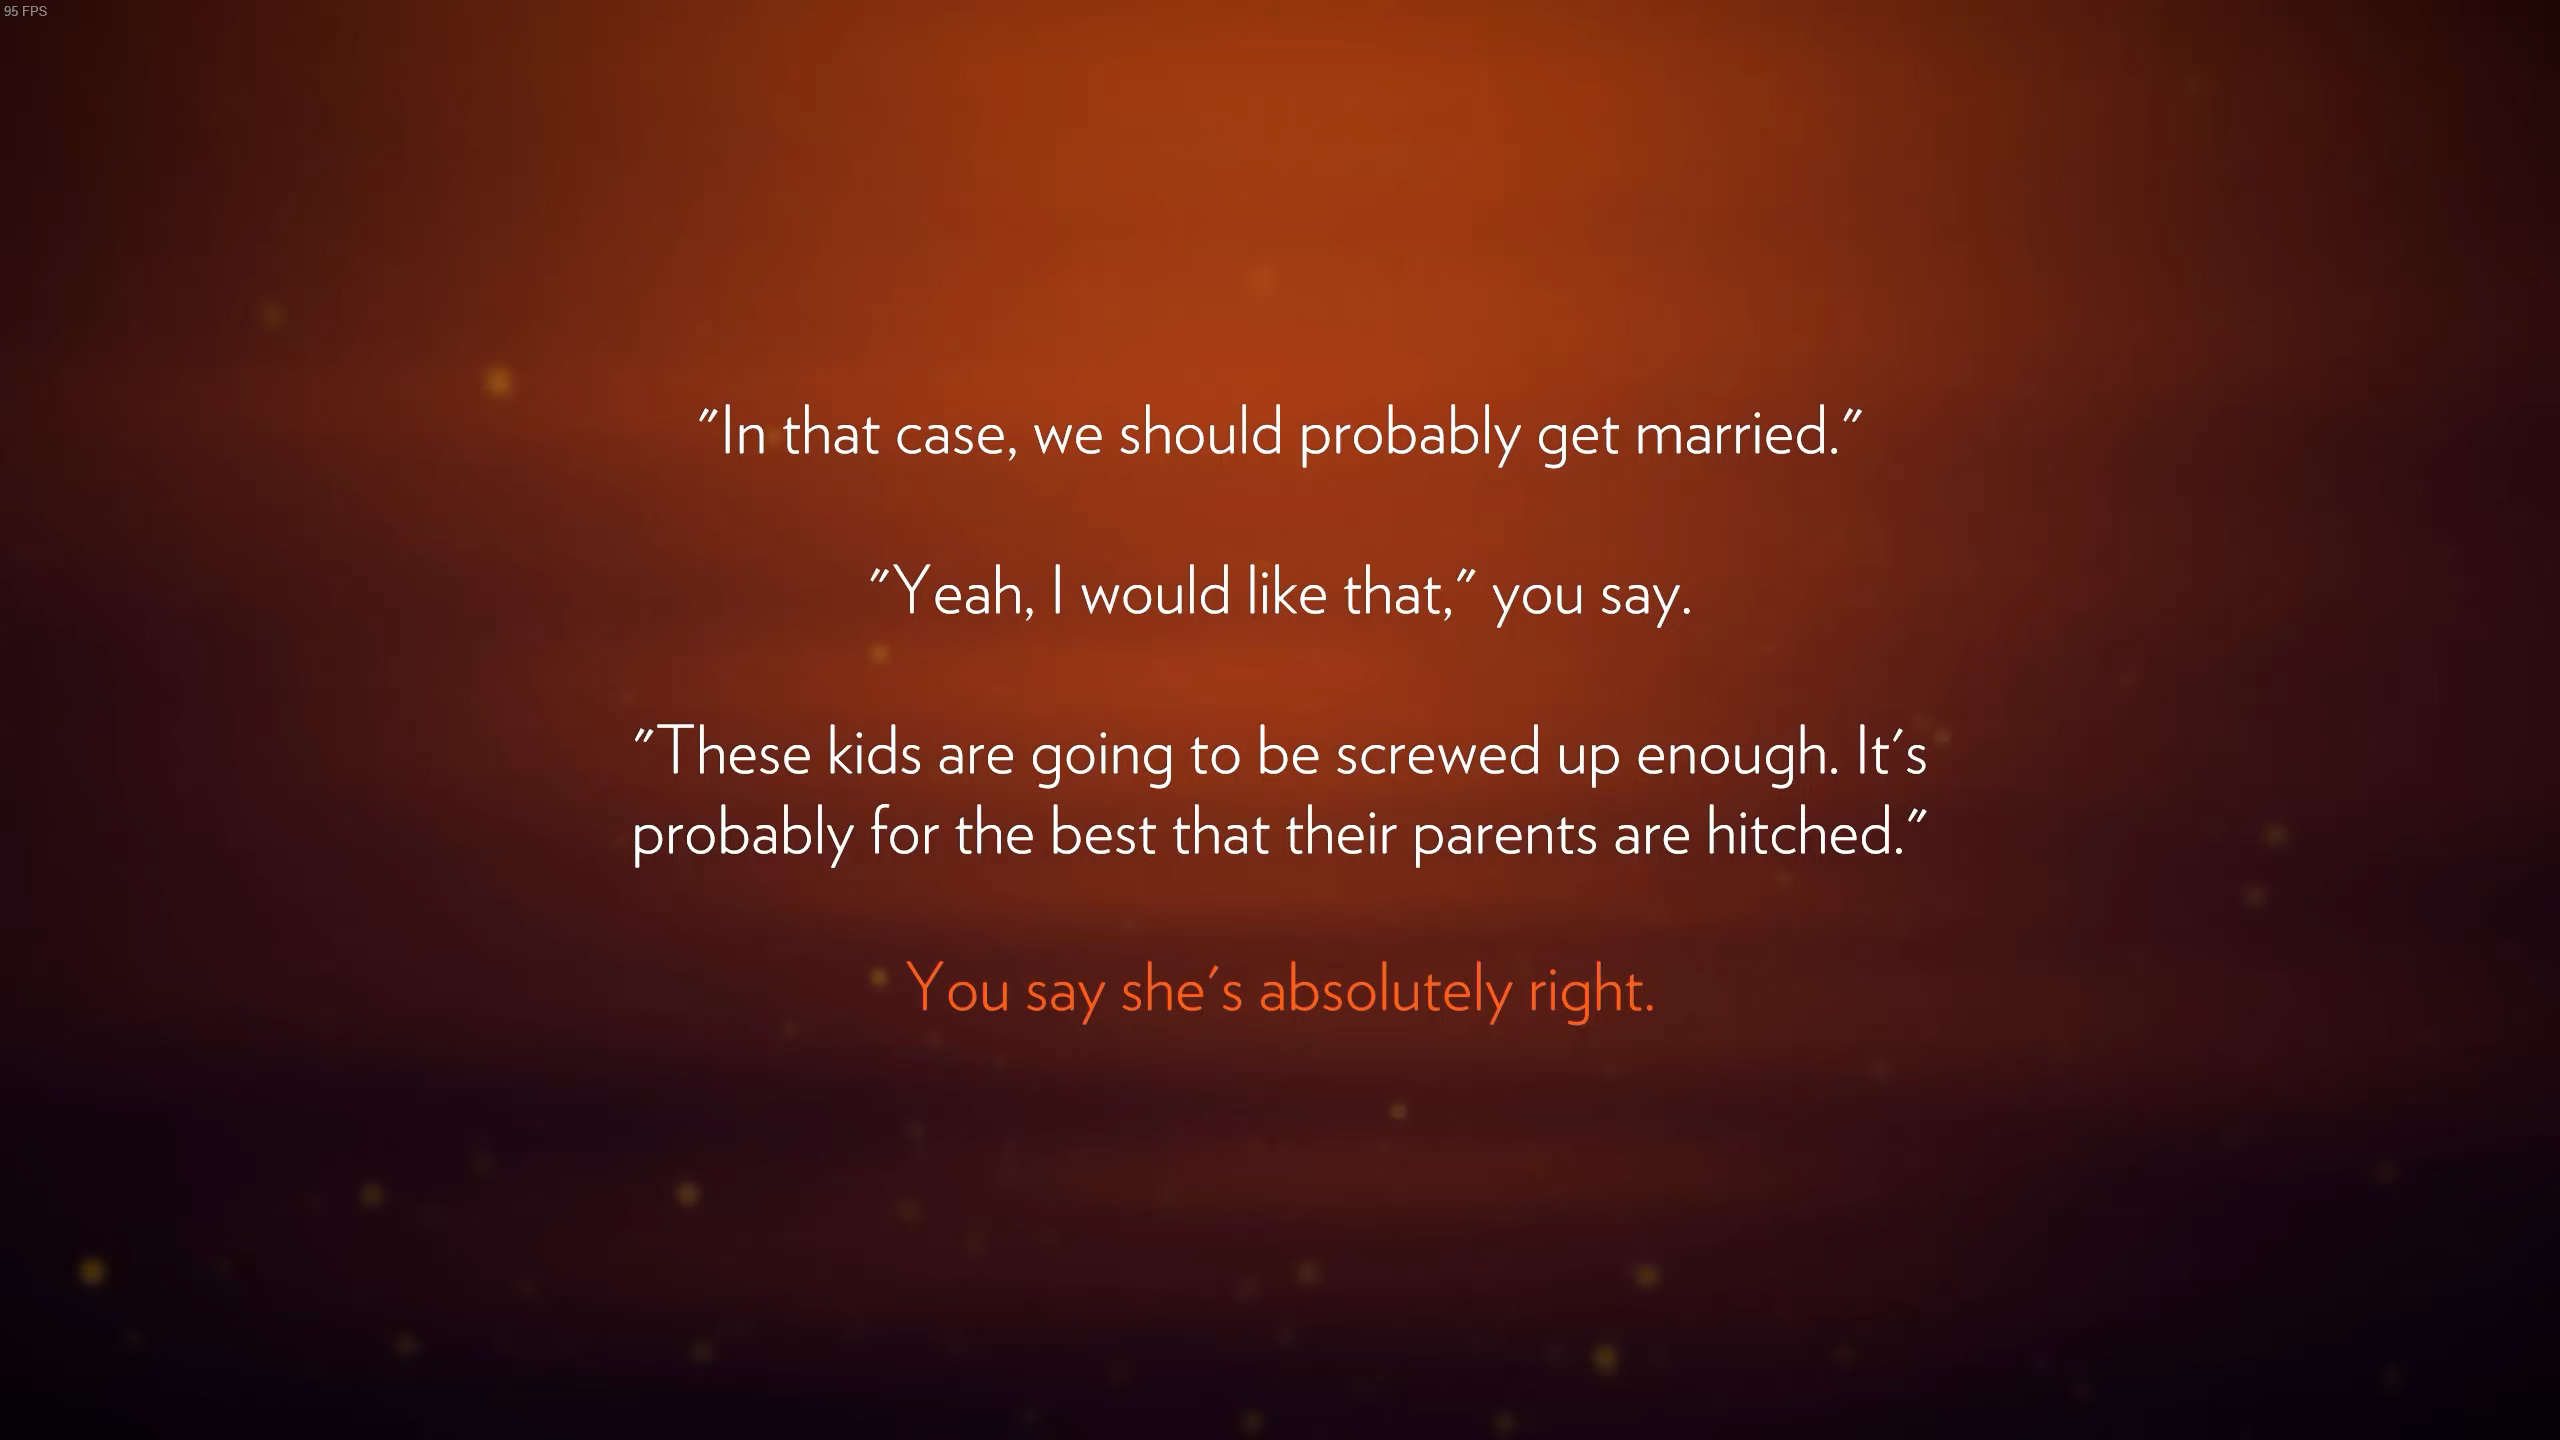 95 FPS
"In that case, we should probably get married."
"Yeah, I would like that," you say.
"These kids are going to be screwed up enough. It's
probably for the best that their parents are hitched."
You say she's absolutely right.